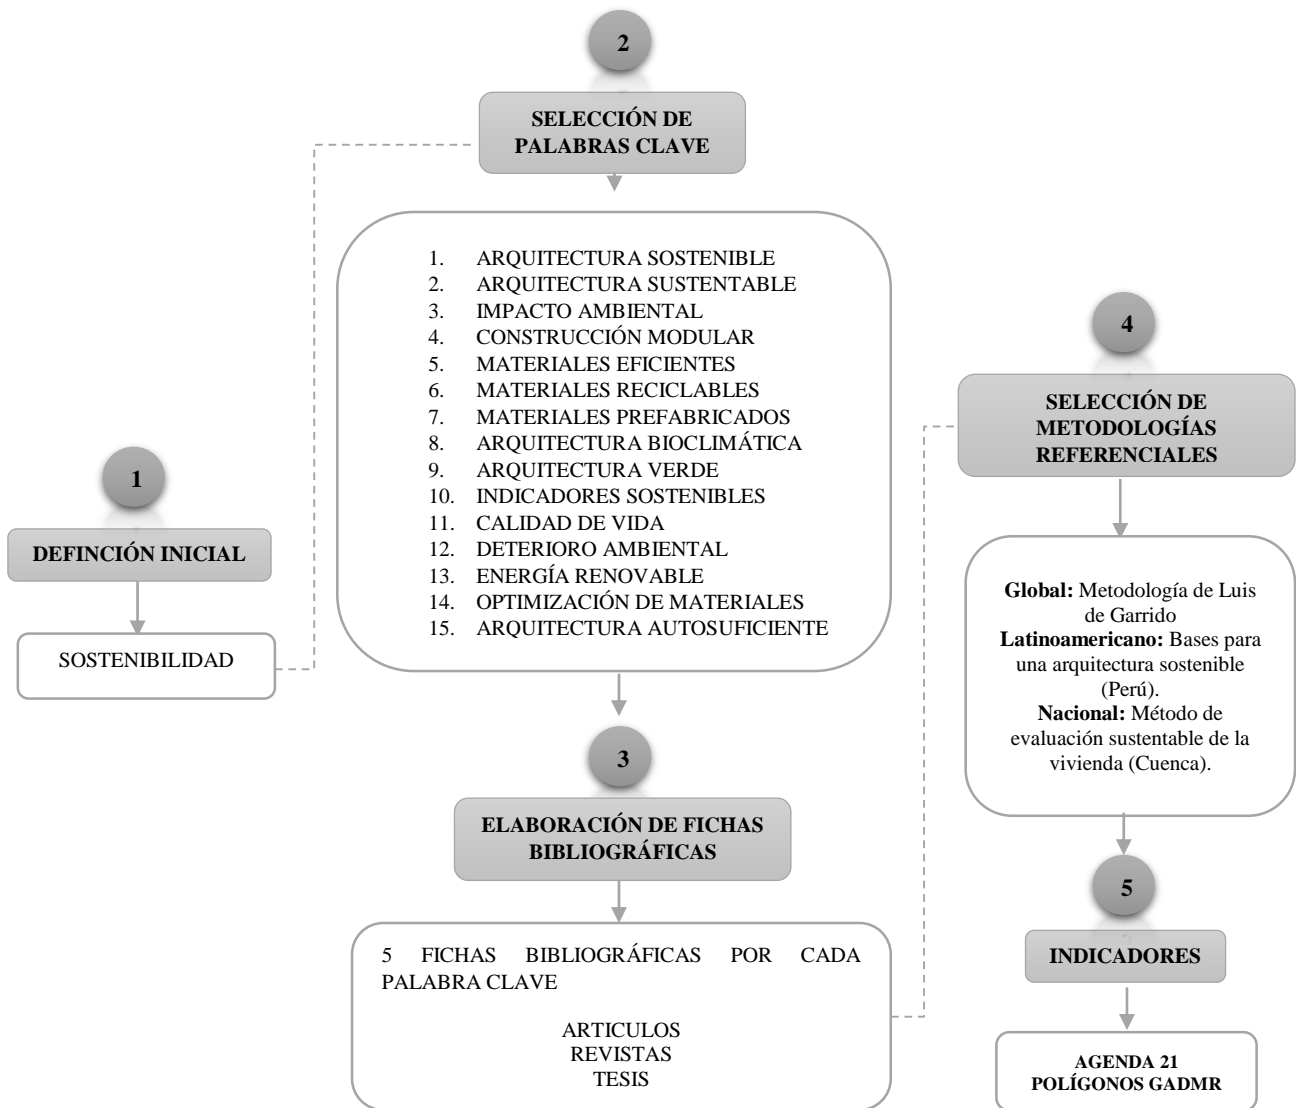 1
DEFINCIÓN INICIAL
SOSTENIBILIDAD
2
SELECCIÓN DE
PALABRAS CLAVE
1. ARQUITECTURA SOSTENIBLE
2. ARQUITECTURA SUSTENTABLE
3. IMPACTO AMBIENTAL
4. CONSTRUCCIÓN MODULAR
5. MATERIALES EFICIENTES
6. MATERIALES RECICLABLES
7. MATERIALES PREFABRICADOS
8. ARQUITECTURA BIOCLIMÁTICA
9. ARQUITECTURA VERDE
10. INDICADORES SOSTENIBLES
11. CALIDAD DE VIDA
12. DETERIORO AMBIENTAL
13. ENERGÍA RENOVABLE
14. OPTIMIZACIÓN DE MATERIALES
15. ARQUITECTURA AUTOSUFICIENTE
3
ELABORACIÓN DE FICHAS
BIBLIOGRÁFICAS
5 FICHAS BIBLIOGRÁFICAS POR CADA
PALABRA CLAVE
ARTICULOS
REVISTAS
TESIS
4
SELECCIÓN DE
METODOLOGÍAS
REFERENCIALES
Global: Metodología de Luis
de Garrido
Latinoamericano: Bases para
una arquitectura sostenible
(Perú).
Nacional: Método de
evaluación sustentable de la
vivienda (Cuenca).
5
INDICADORES
AGENDA 21
POLÍGONOS GADMR